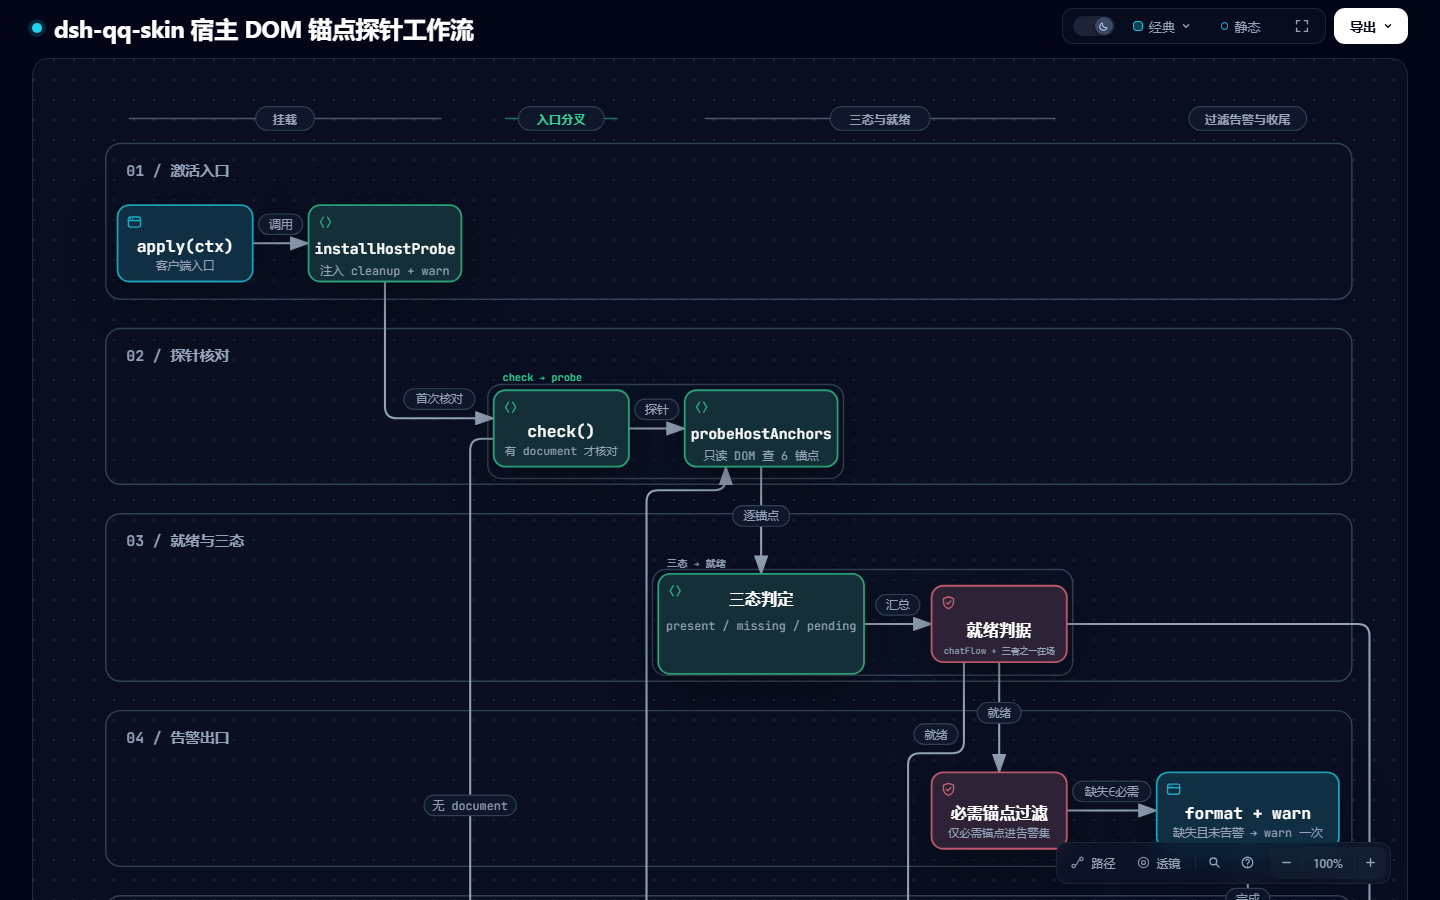 dsh-qq-skin 宿主 DOM 锚点探针工作流
经典
静态
导出
挂载
入口分叉
三态与就绪
过滤告警与收尾
01 / 激活入口
apply(ctx)
客户端入口
调用
installHostProbe
注入 cleanup + warn
02 / 探针核对
首次核对
check → probe
check()
有 document 才核对
探针
probeHostAnchors
只读 DOM 查 6 锚点
逐锚点
03 / 就绪与三态
三态 → 就绪
三态判定
present / missing / pending
汇总
就绪判据
chatFlow + 三者之一在场
就绪
就绪
04 / 告警出口
无 document
必需锚点过滤
仅必需锚点进告警集
缺失∈必需
format + warn
缺失且未告警 → warn 一次
路径
透镜
100%
完成